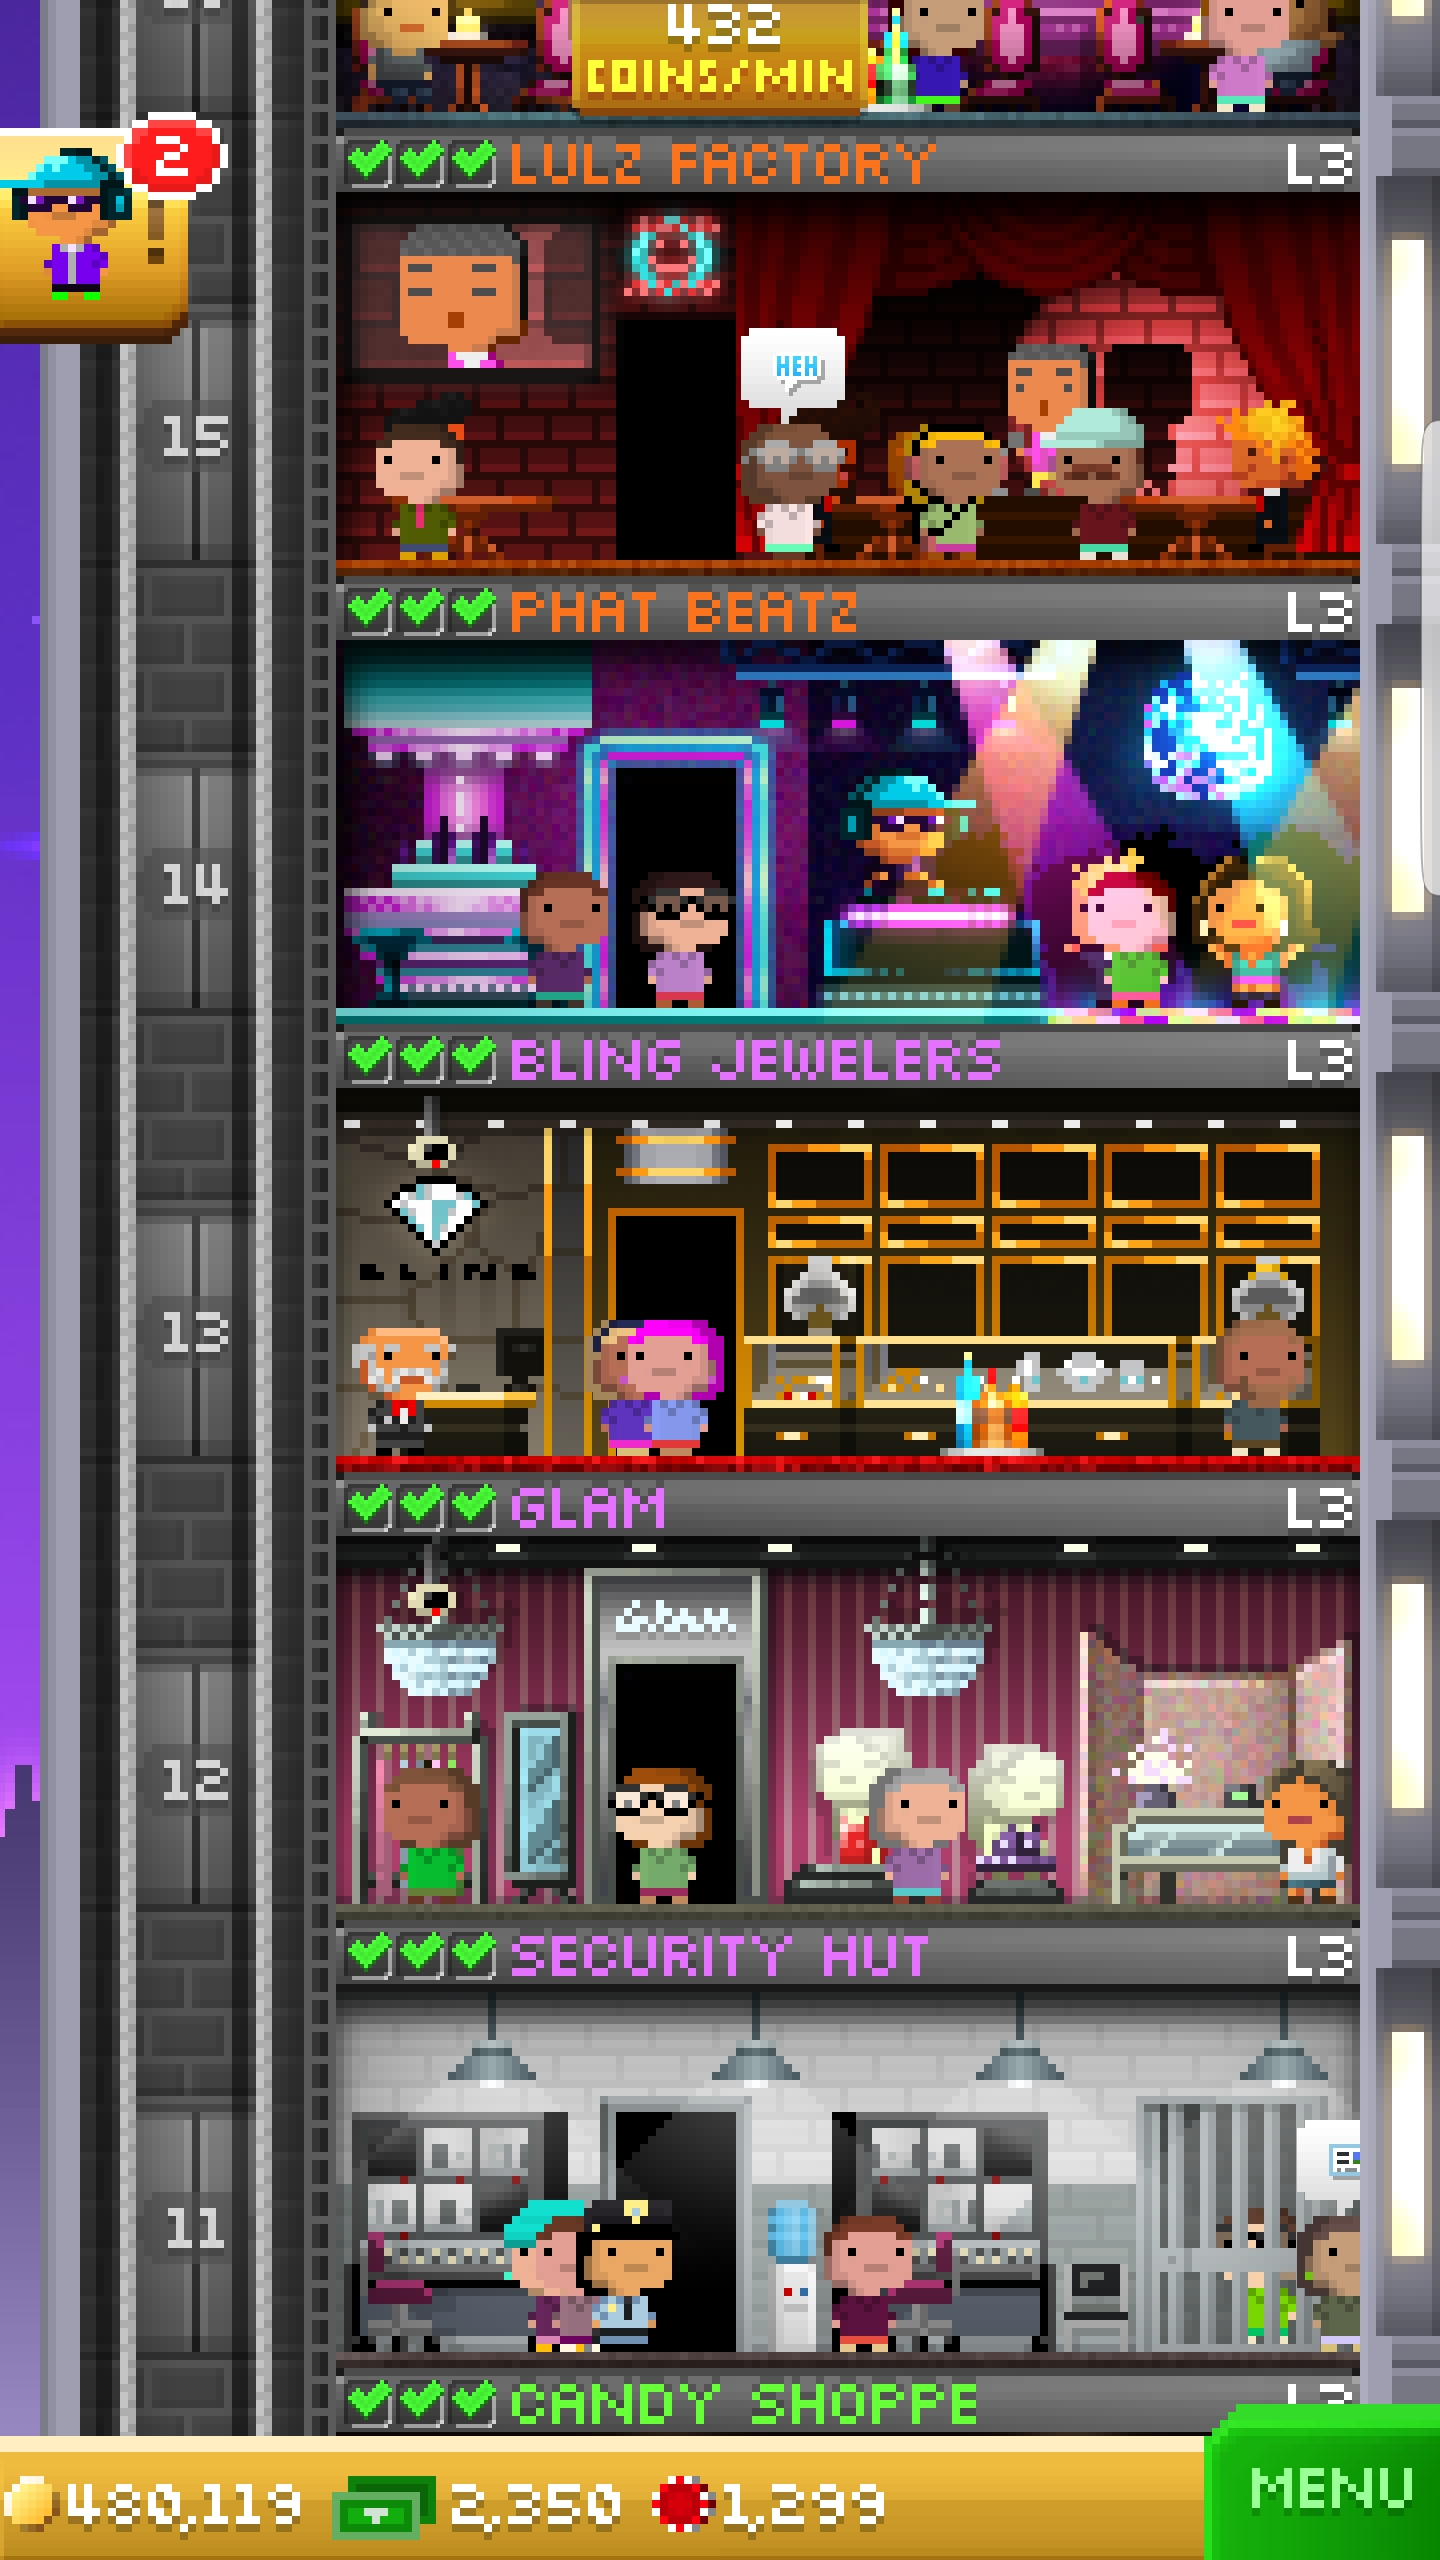 432
COINS/MIN
2
!
LULZ FACTORY L3
HEH
15
PHAT BEATZ L3
14
BLING JEWELERS L3
BLING
13
GLAM L3
Glam
12
SECURITY HUT L3
11
CANDY SHOPPE L3
480,119 2,350 1,299
MENU